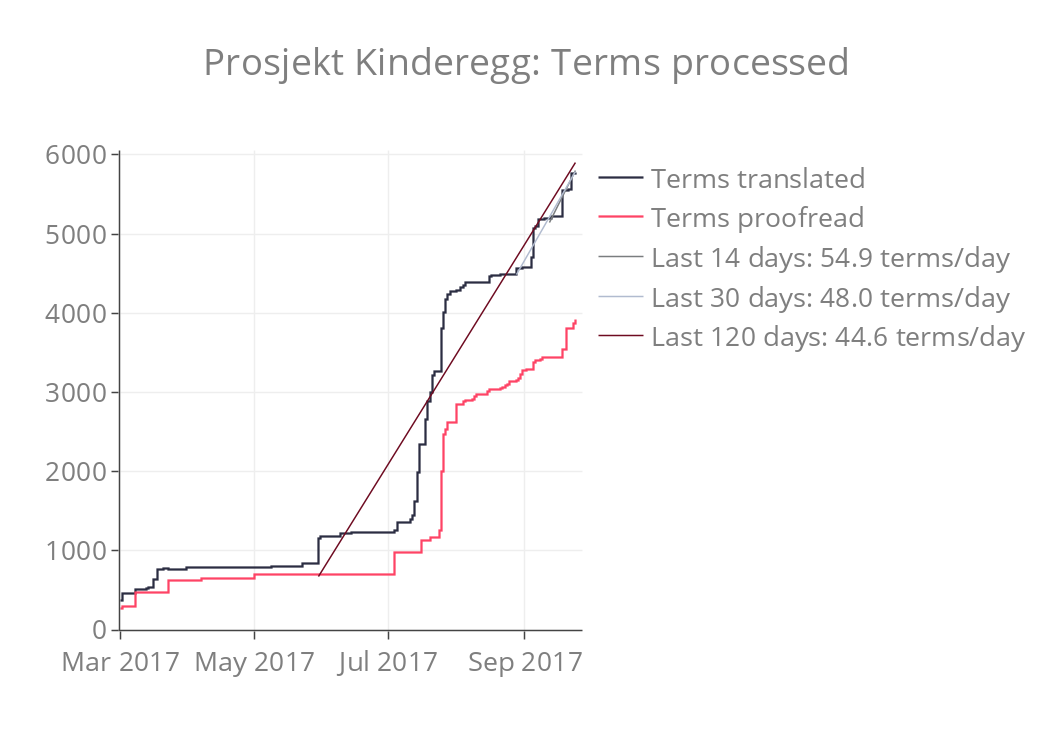 Prosjekt Kinderegg: Terms processed
6000
5000
4000
3000
2000
1000
0
Mar 2017 May 2017 Jul 2017 Sep 2017
Terms translated
Terms proofread
Last 14 days: 54.9 terms/day
Last 30 days: 48.0 terms/day
Last 120 days: 44.6 terms/day